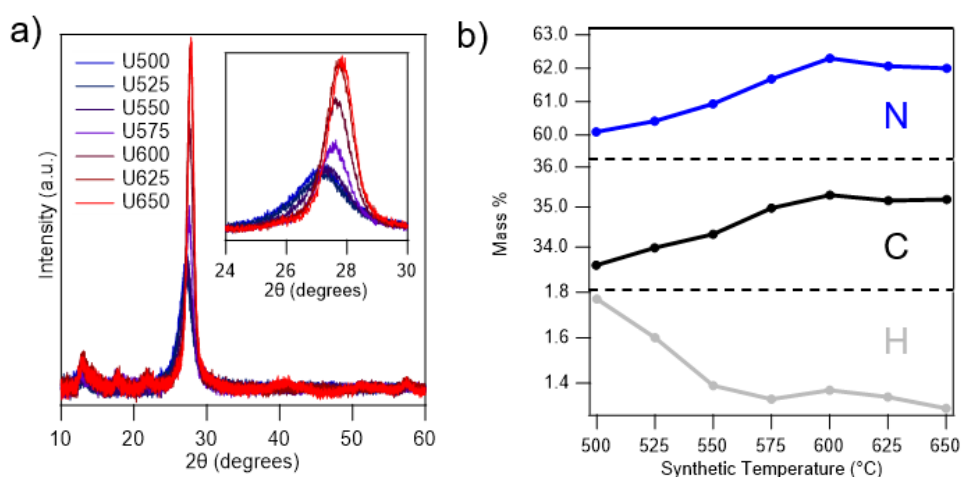 a)
Intensity (a.u.)
U500
U525
U550
U575
U600
U625
U650
24 26 28 30
2θ (degrees)
10 20 30 40 50 60
2θ (degrees)
b)
Mass %
63.0
62.0
61.0
60.0
N
36.0
35.0
34.0
C
1.8
1.6
1.4
H
500 525 550 575 600 625 650
Synthetic Temperature (°C)